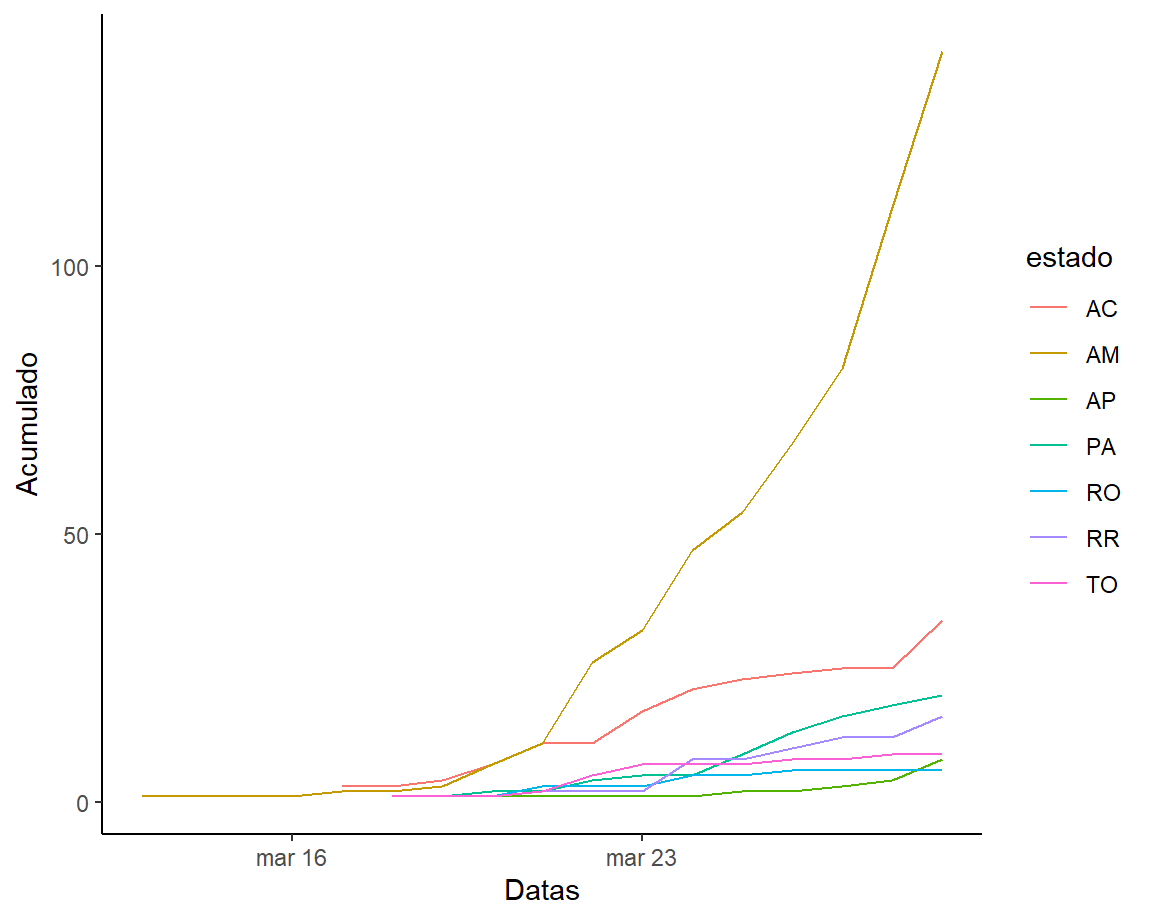 Acumulado
100
50
0
mar 16
mar 23
Datas
estado
AC
AM
AP
PA
RO
RR
TO